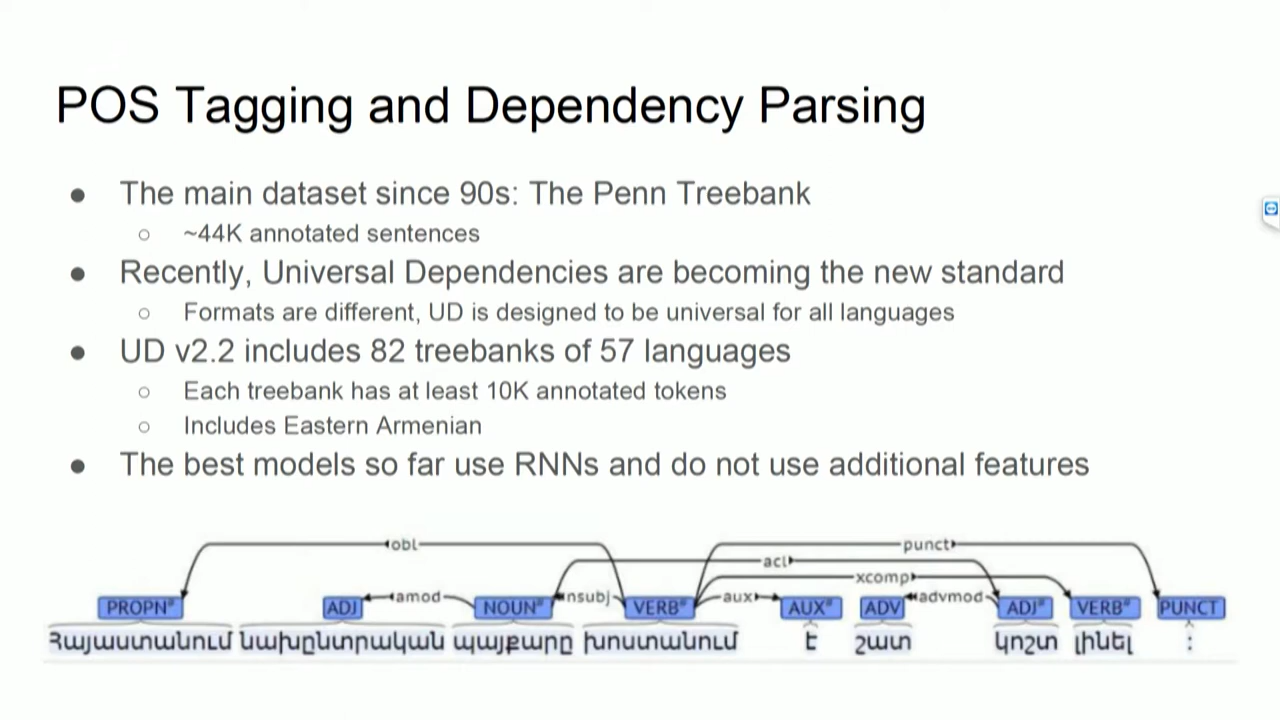 POS Tagging and Dependency Parsing
● The main dataset since 90s: The Penn Treebank
○ ~44K annotated sentences
● Recently, Universal Dependencies are becoming the new standard
○ Formats are different, UD is designed to be universal for all languages
● UD v2.2 includes 82 treebanks of 57 languages
○ Each treebank has at least 10K annotated tokens
○ Includes Eastern Armenian
● The best models so far use RNNs and do not use additional features
obl punct
acl
xcomp
amod nsubj aux advmod
PROPN ADJ NOUN VERB AUX ADV ADJ VERB PUNCT
Հայաստանում նախընտրական պայքարը խոստանում է շատ կոշտ լինել :